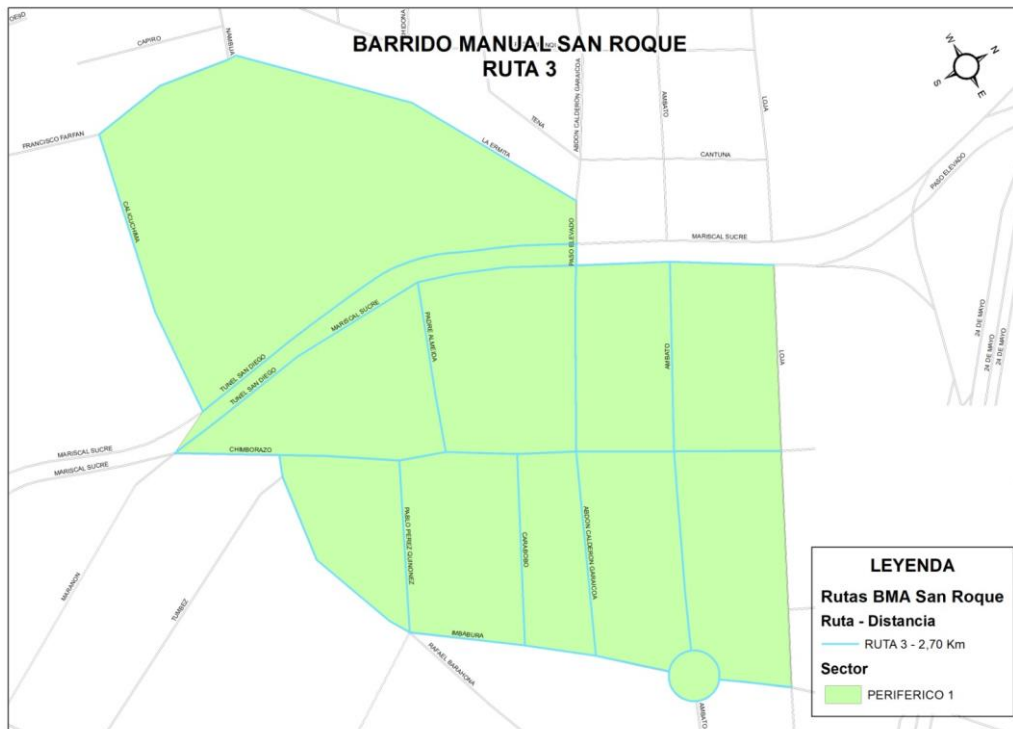 BARRIDO MANUAL SAN ROQUE
RUTA 3
CAPIRO
NAMBUA
W
N
S
E
FRANCISCO FARFAN
TENA
ABDON CALDERON GARAICOA
AMBATO
LOJA
LA ERMITA
CANTUNA
PASO ELEVADO
CALICUCHIMA
PASO ELEVADO
MARISCAL SUCRE
MARISCAL SUCRE
PADRE ALMEIDA
AMBATO
LOJA
24 DE MAYO
24 DE MAYO
24 DE MAYO
TUNEL SAN DIEGO
TUNEL SAN DIEGO
MARISCAL SUCRE
MARISCAL SUCRE
CHIMBORAZO
PABLO PEREZ QUINONEZ
CARABOBO
ABDON CALDERON GARAICOA
MARAÑON
TUMBEZ
IMBABURA
RAFAEL BARAHONA
AMBATO
LEYENDA
Rutas BMA San Roque
Ruta - Distancia
RUTA 3 - 2,70 Km
Sector
PERIFERICO 1